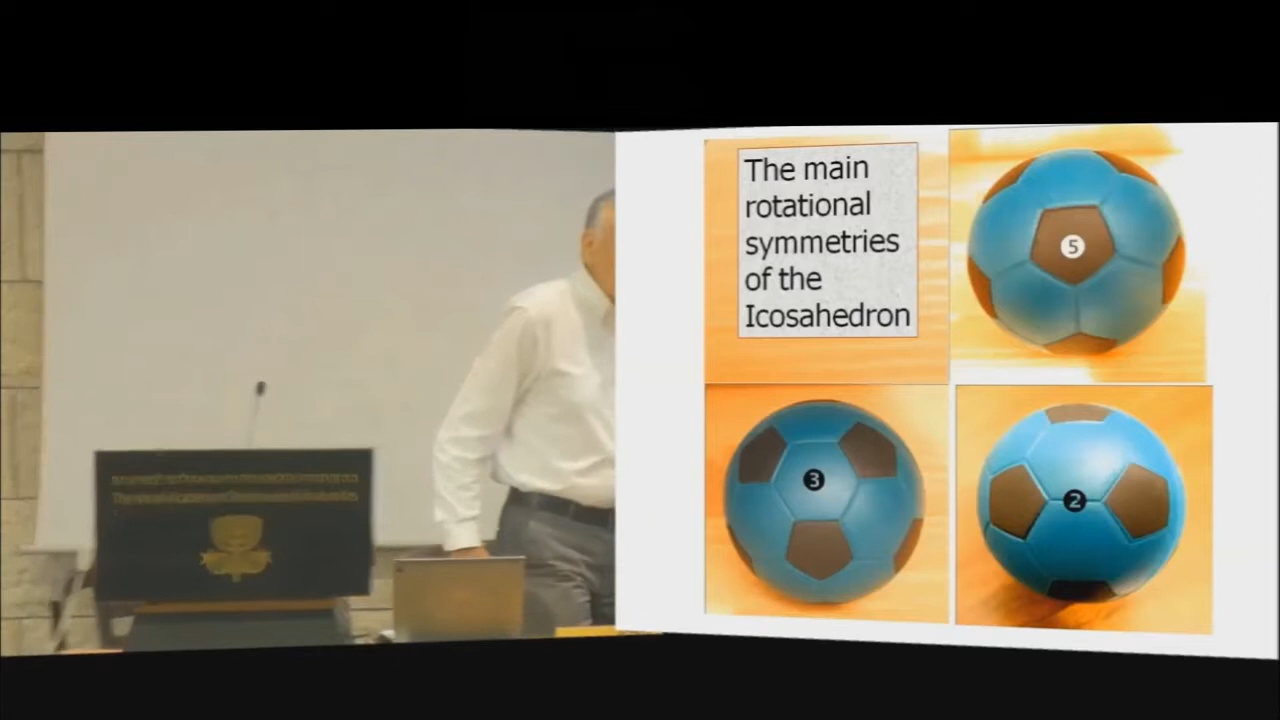 The main
rotational
symmetries
of the
Icosahedron
5
3
2